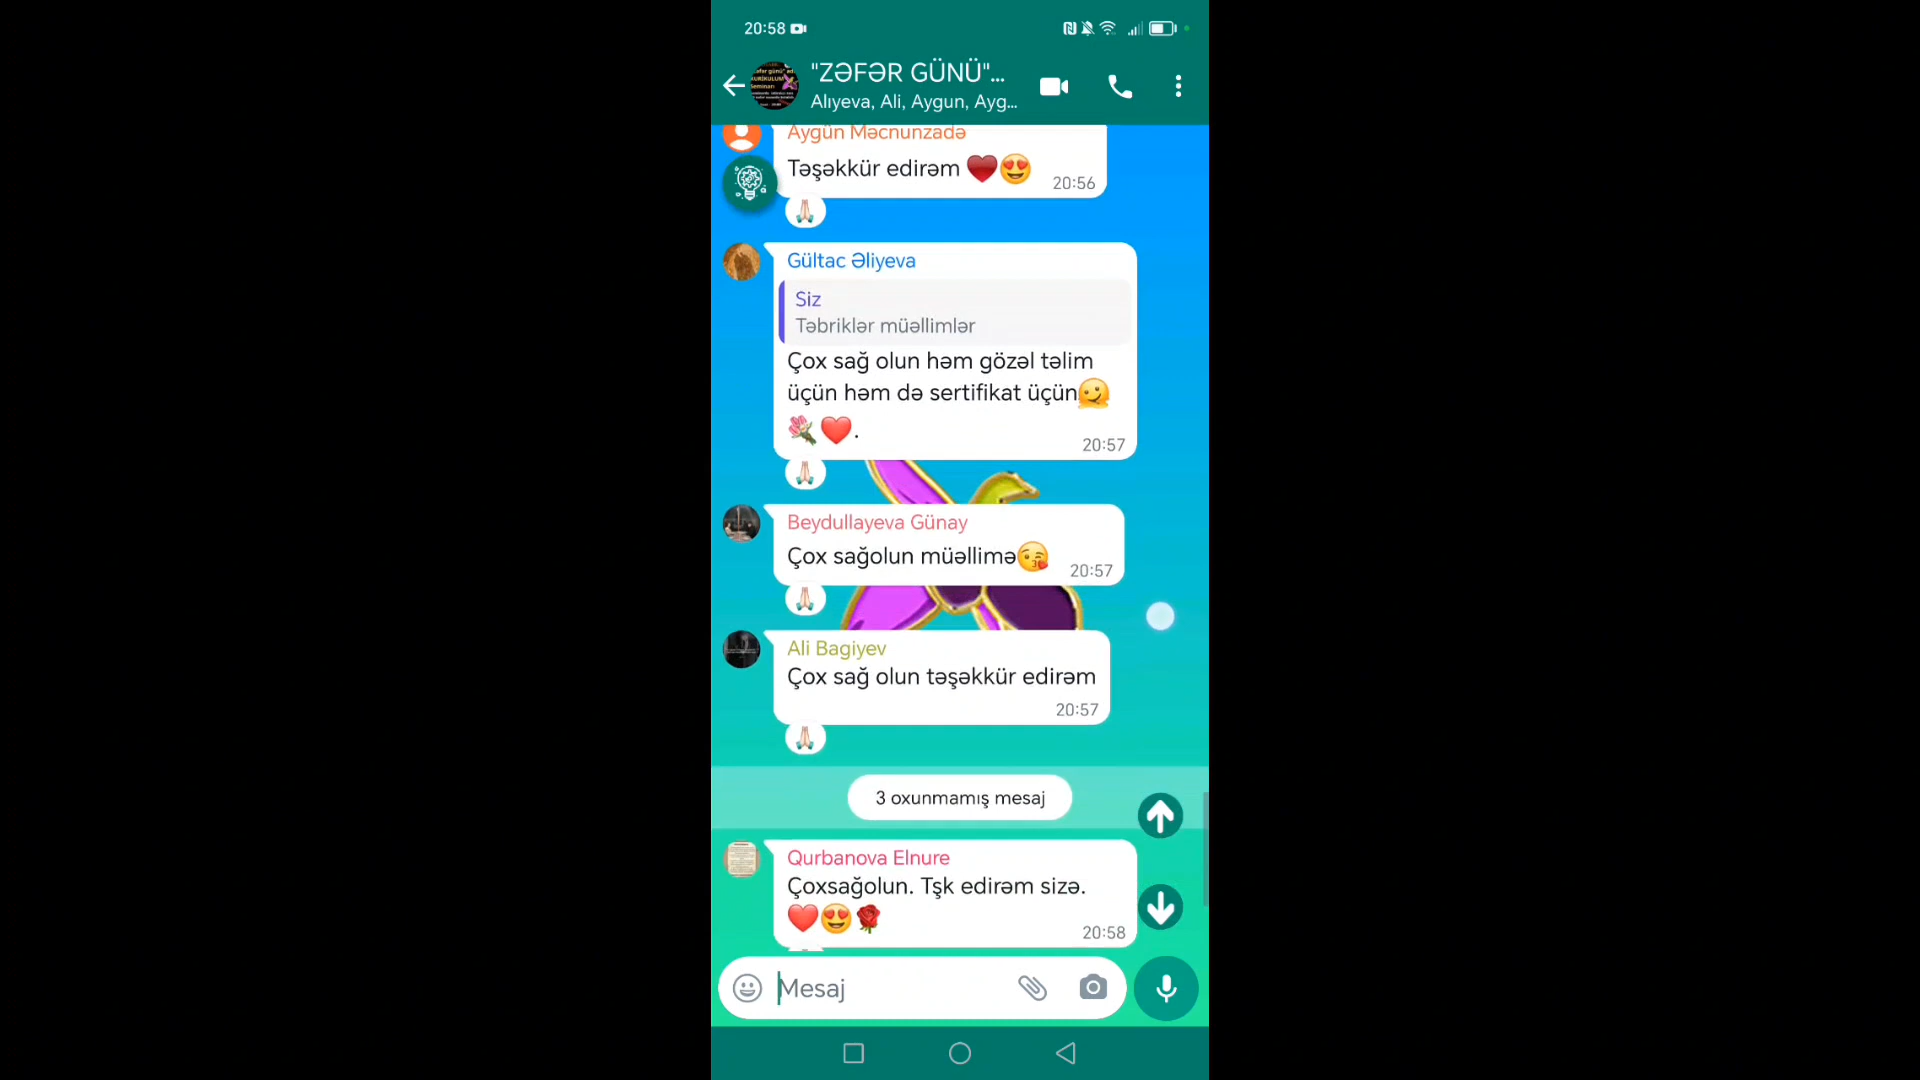 20:58
"ZƏFƏR GÜNÜ"...
Alıyeva, Ali, Aygun, Ayg...
Aygün Məcnunzadə
Təşəkkür edirəm ❤️😍
20:56
🙏🏻
Gültac Əliyeva
Siz
Təbriklər müəllimlər
Çox sağ olun həm gözəl təlim
üçün həm də sertifikat üçün🫠
💐❤️.
20:57
🙏🏻
Beydullayeva Günay
Çox sağolun müəllimə😘
20:57
🙏🏻
Ali Bagiyev
Çox sağ olun təşəkkür edirəm
20:57
🙏🏻
3 oxunmamış mesaj
Qurbanova Elnure
Çoxsağolun. Tşk edirəm sizə.
❤️😍🌹
20:58
Mesaj